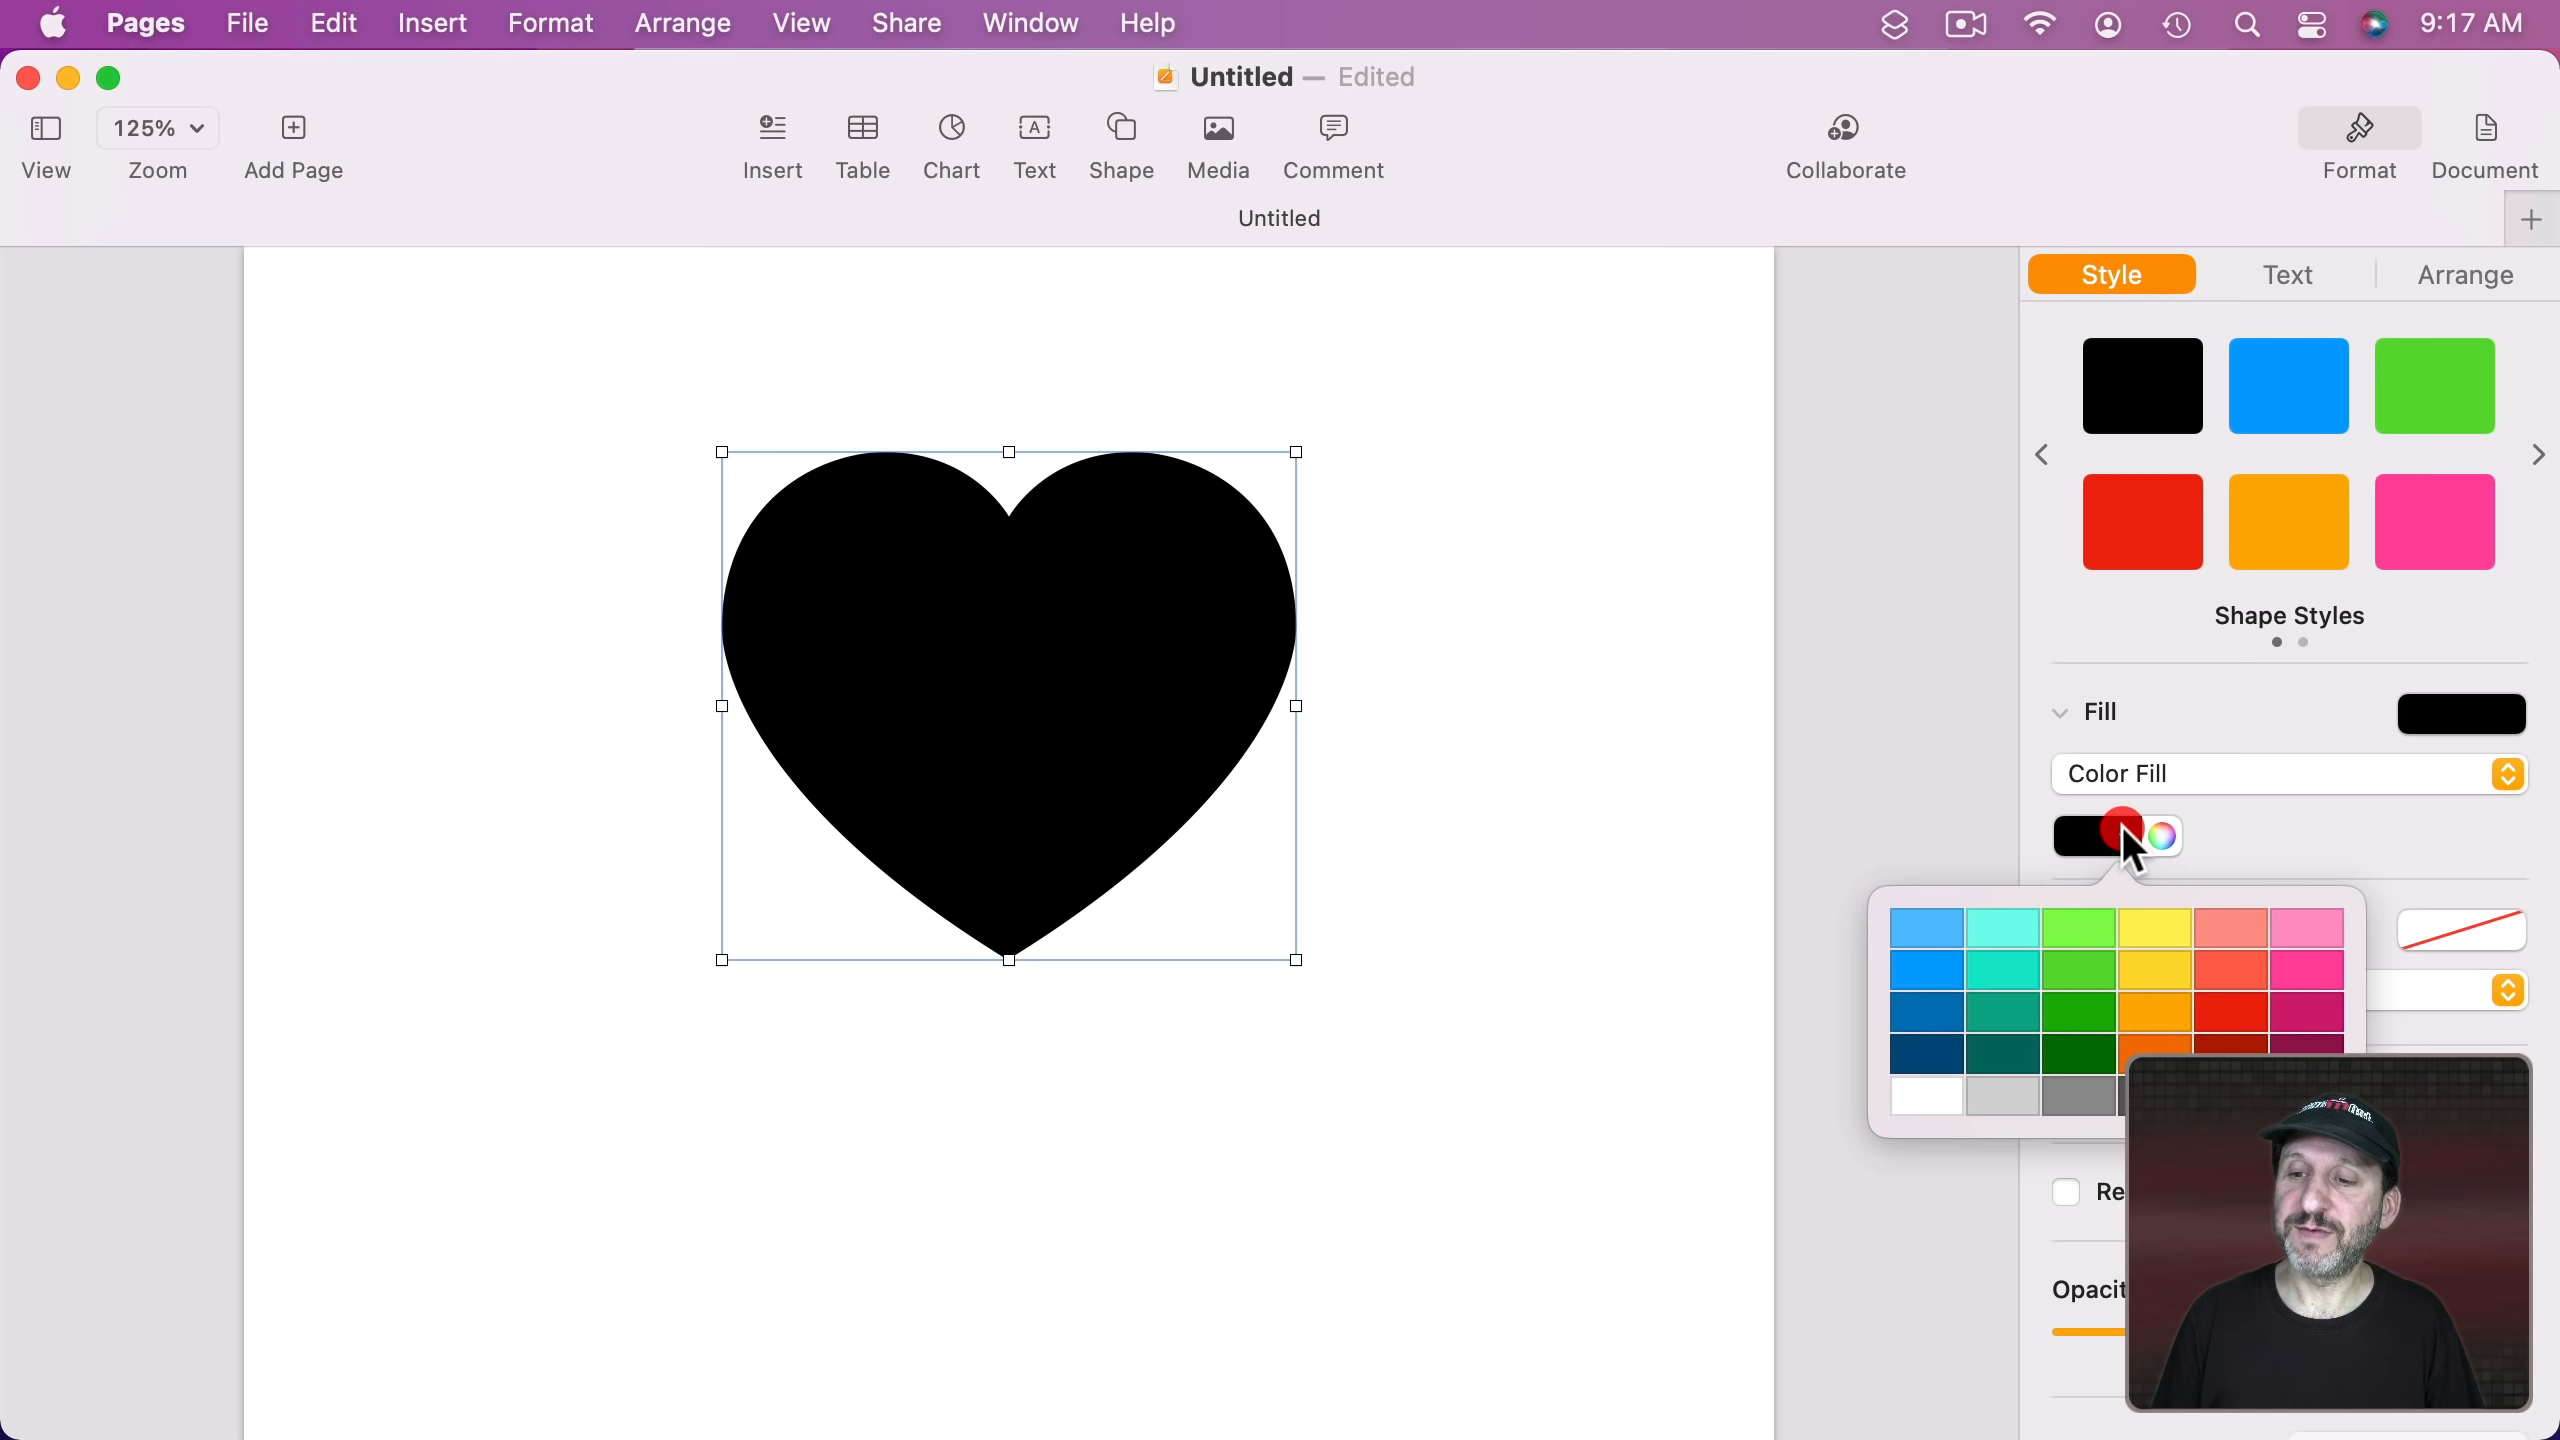 Pages File Edit Insert Format Arrange View Share Window Help 9:17 AM
Untitled — Edited
125%
View Zoom Add Page Insert Table Chart Text Shape Media Comment Collaborate Format Document
Untitled
Style Text Arrange
Shape Styles
Fill
Color Fill
Re
Opacit